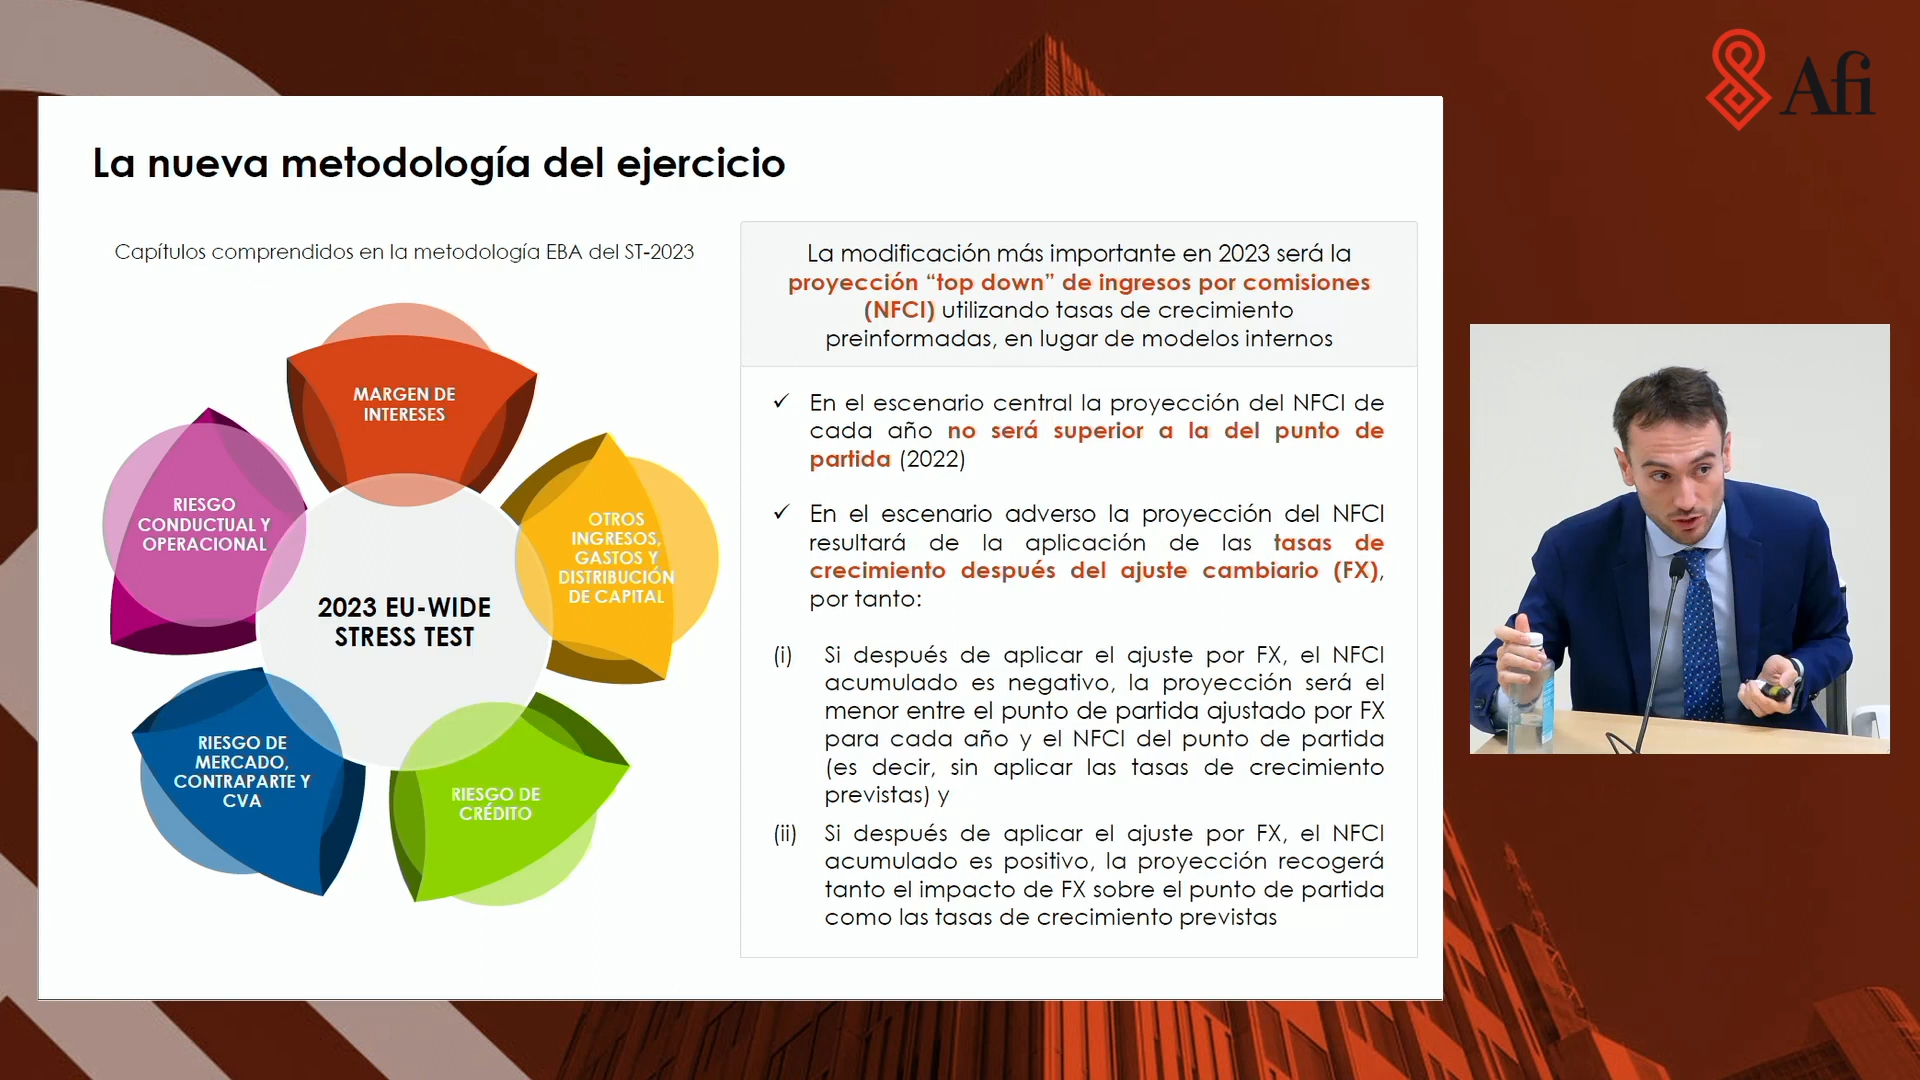 Afi
La nueva metodología del ejercicio
Capítulos comprendidos en la metodología EBA del ST-2023
MARGEN DE
INTERESES
OTROS
INGRESOS,
GASTOS Y
DISTRIBUCIÓN
DE CAPITAL
RIESGO DE
CRÉDITO
RIESGO DE
MERCADO,
CONTRAPARTE Y
CVA
RIESGO
CONDUCTUAL Y
OPERACIONAL
2023 EU-WIDE
STRESS TEST
La modificación más importante en 2023 será la
proyección “top down” de ingresos por comisiones
(NFCI) utilizando tasas de crecimiento
preinformadas, en lugar de modelos internos
✓ En el escenario central la proyección del NFCI de
cada año no será superior a la del punto de
partida (2022)
✓ En el escenario adverso la proyección del NFCI
resultará de la aplicación de las tasas de
crecimiento después del ajuste cambiario (FX),
por tanto:
(i) Si después de aplicar el ajuste por FX, el NFCI
acumulado es negativo, la proyección será el
menor entre el punto de partida ajustado por FX
para cada año y el NFCI del punto de partida
(es decir, sin aplicar las tasas de crecimiento
previstas) y
(ii) Si después de aplicar el ajuste por FX, el NFCI
acumulado es positivo, la proyección recogerá
tanto el impacto de FX sobre el punto de partida
como las tasas de crecimiento previstas